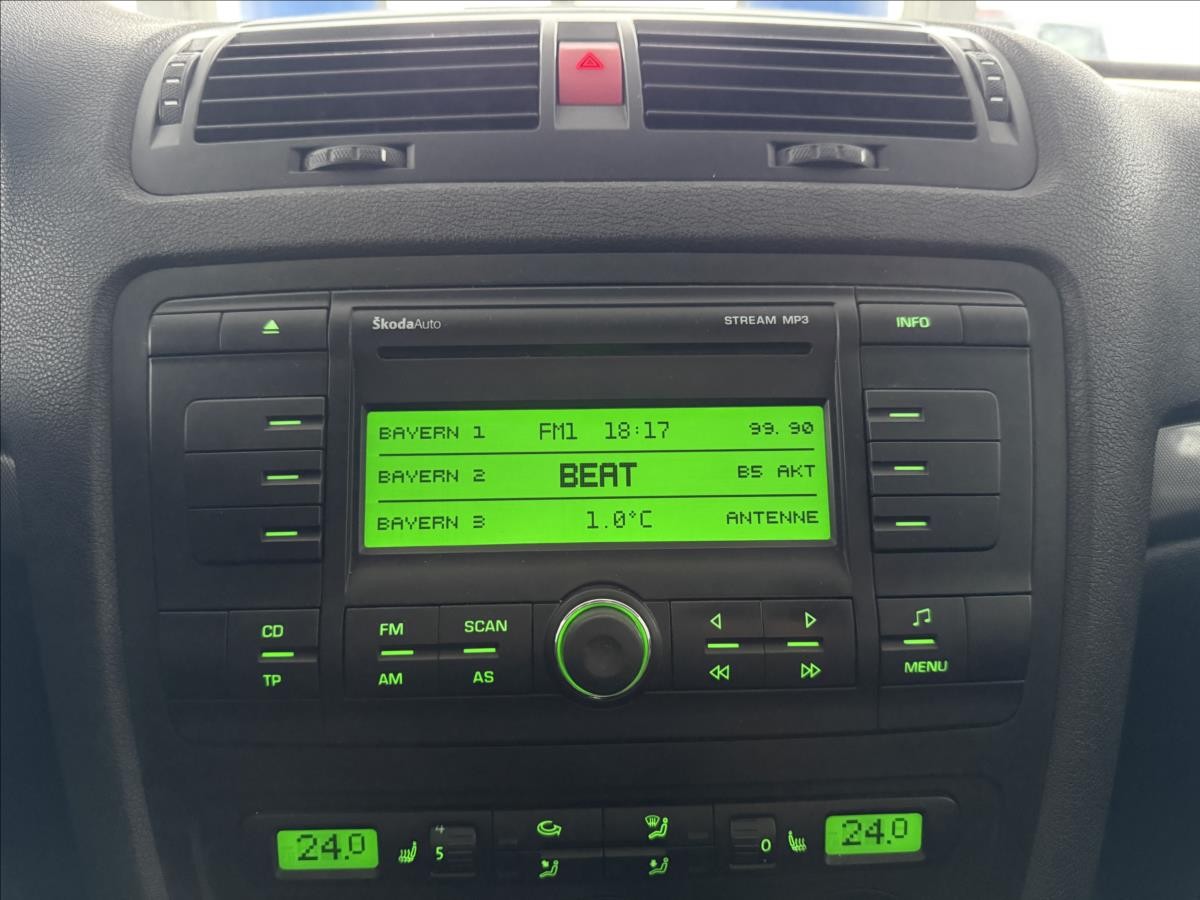 ŠkodaAuto STREAM MP3 INFO
BAYERN 1 FM1 18:17 99.90
BAYERN 2 BEAT B5 AKT
BAYERN 3 1.0°C ANTENNE
CD FM SCAN
TP AM AS MENU
24.0 4 5 0 24.0